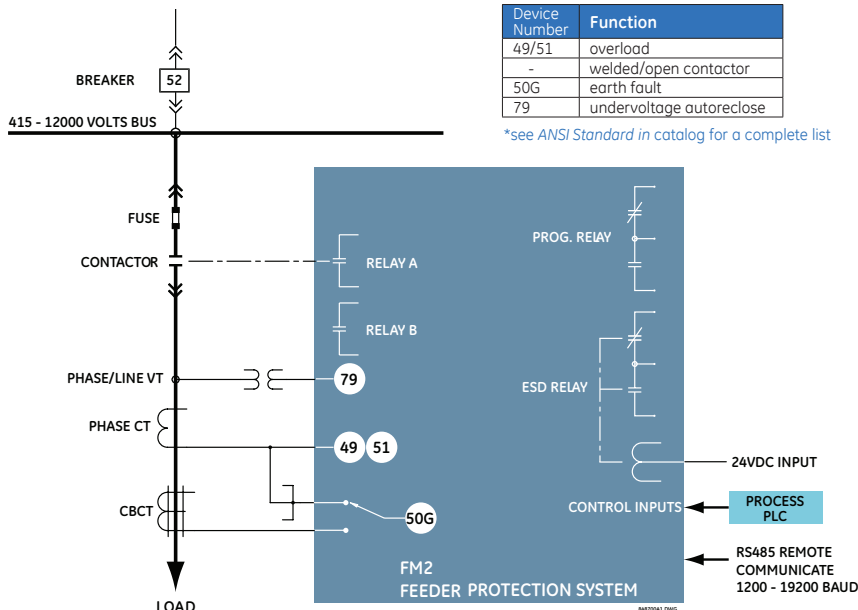 Device Number Function
49/51 overload
- welded/open contactor
50G earth fault
79 undervoltage autoreclose
*see ANSI Standard in catalog for a complete list
BREAKER 52
415 - 12000 VOLTS BUS
FUSE
CONTACTOR
RELAY A
PROG. RELAY
RELAY B
PHASE/LINE VT
79
ESD RELAY
PHASE CT
49 51
24VDC INPUT
CBCT
50G
CONTROL INPUTS
PROCESS
PLC
FM2
FEEDER PROTECTION SYSTEM
RS485 REMOTE
COMMUNICATE
1200 - 19200 BAUD
LOAD